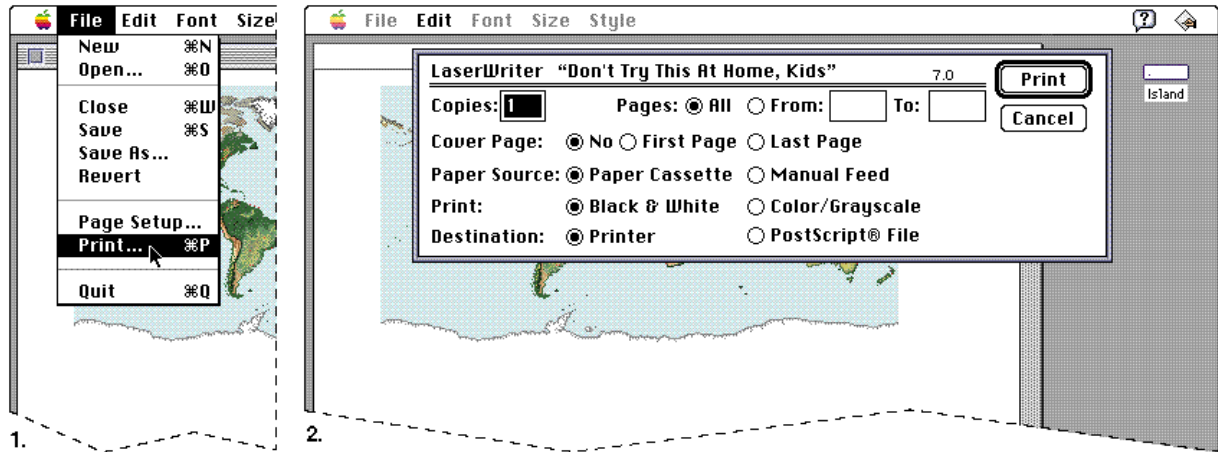 File Edit Font Size
New ⌘N
Open... ⌘O
Close ⌘W
Save ⌘S
Save As...
Revert
Page Setup...
Print... ⌘P
Quit ⌘Q
1.
File Edit Font Size Style
LaserWriter “Don't Try This At Home, Kids” 7.0 Print
Copies: 1 Pages: All From: To: Cancel
Cover Page: No First Page Last Page
Paper Source: Paper Cassette Manual Feed
Print: Black & White Color/Grayscale
Destination: Printer PostScript® File
Island
2.